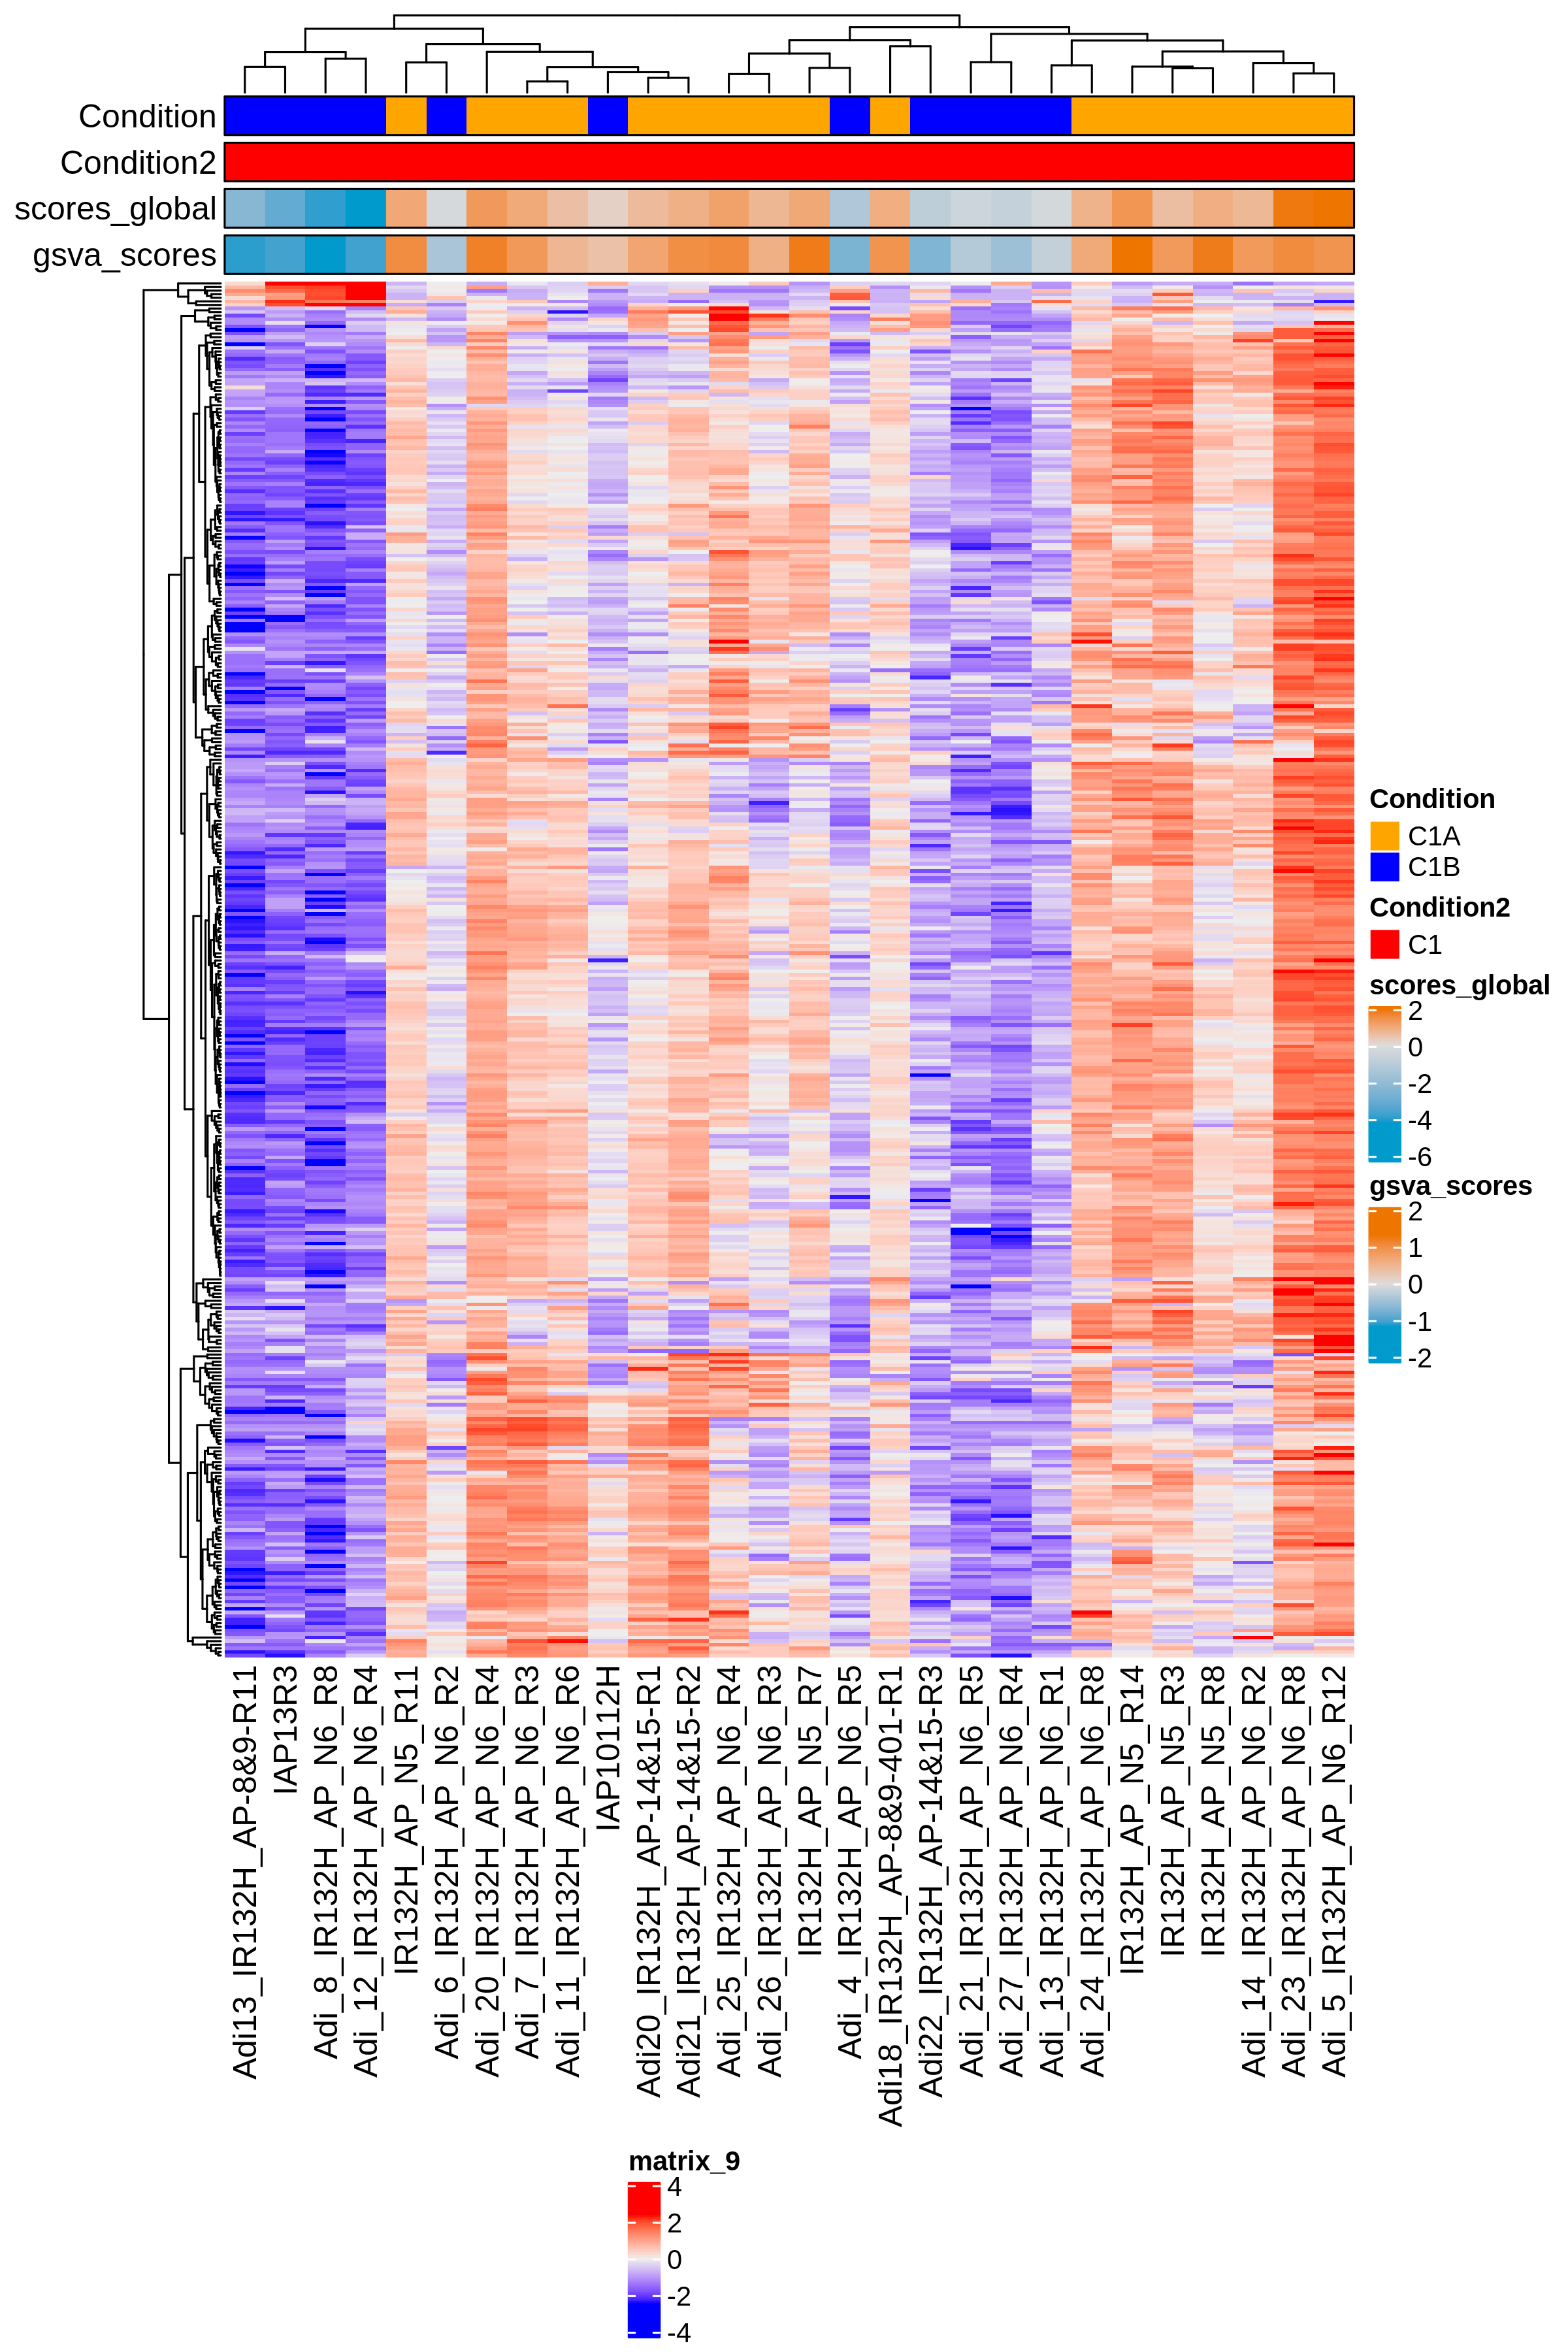 Condition
Condition2
scores_global
gsva_scores
Condition
C1A
C1B
Condition2
C1
scores_global
2
0
-2
-4
-6
gsva_scores
2
1
0
-1
-2
Adi13_IR132H_AP-8&9-R11
IAP13R3
Adi_8_IR132H_AP_N6_R8
Adi_12_IR132H_AP_N6_R4
IR132H_AP_N5_R11
Adi_6_IR132H_AP_N6_R2
Adi_20_IR132H_AP_N6_R4
Adi_7_IR132H_AP_N6_R3
Adi_11_IR132H_AP_N6_R6
IAP10112H
Adi20_IR132H_AP-14&15-R1
Adi21_IR132H_AP-14&15-R2
Adi_25_IR132H_AP_N6_R4
Adi_26_IR132H_AP_N6_R3
IR132H_AP_N5_R7
Adi_4_IR132H_AP_N6_R5
Adi18_IR132H_AP-8&9-401-R1
Adi22_IR132H_AP-14&15-R3
Adi_21_IR132H_AP_N6_R5
Adi_27_IR132H_AP_N6_R4
Adi_13_IR132H_AP_N6_R1
Adi_24_IR132H_AP_N6_R8
IR132H_AP_N5_R14
IR132H_AP_N5_R3
IR132H_AP_N5_R8
Adi_14_IR132H_AP_N6_R2
Adi_23_IR132H_AP_N6_R8
Adi_5_IR132H_AP_N6_R12
matrix_9
4
2
0
-2
-4